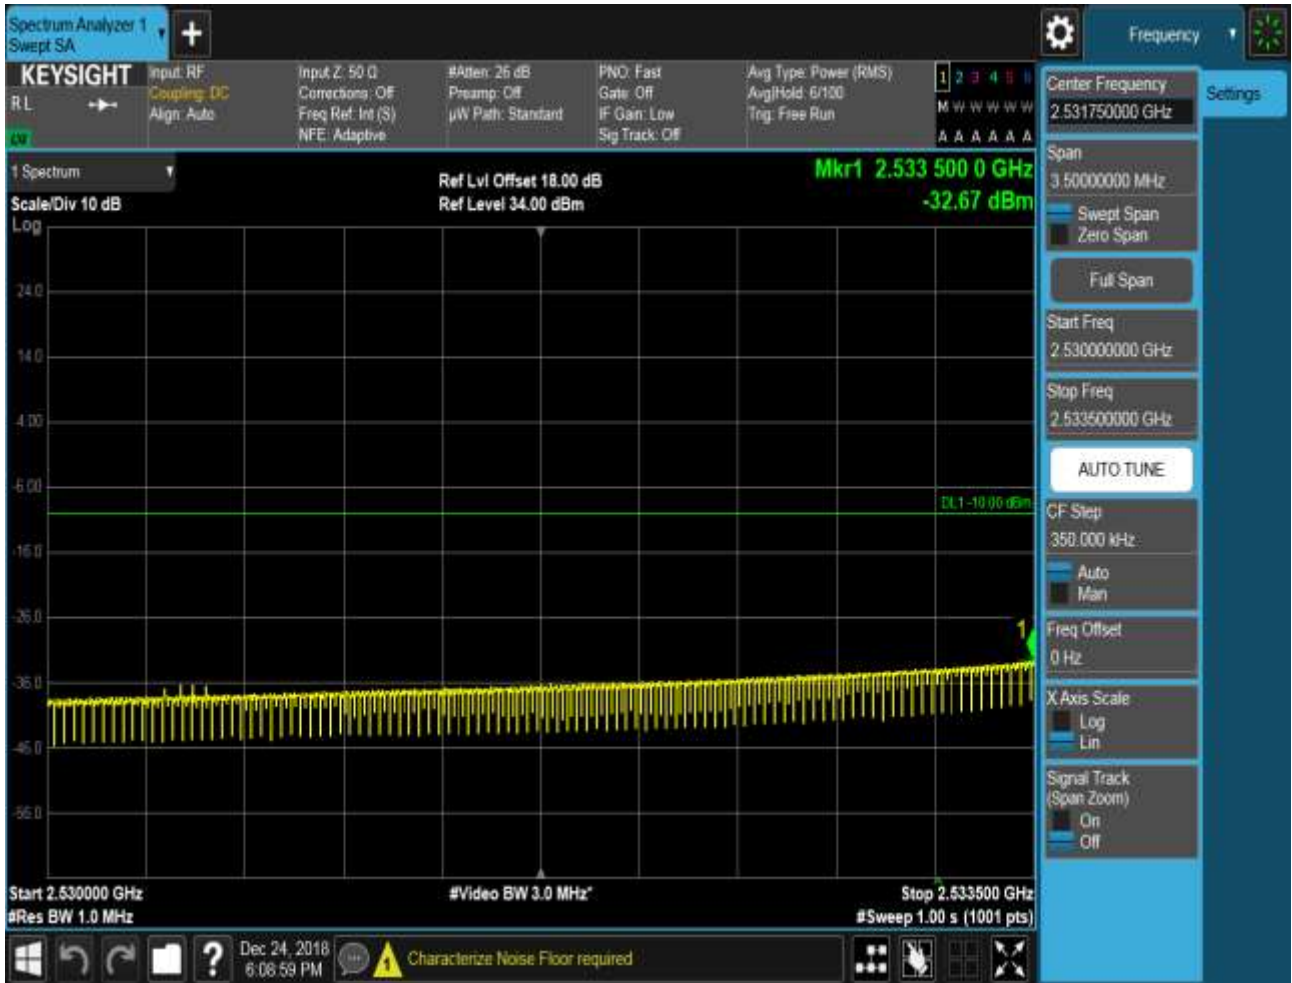 Spectrum Analyzer 1
Swept SA
+
Frequency
KEYSIGHT
R L
LXI
Input: RF
Coupling: DC
Align: Auto
Input Z: 50 Ω
Corrections: Off
Freq Ref: Int (S)
NFE: Adaptive
#Atten: 26 dB
Preamp: Off
µW Path: Standard
PNO: Fast
Gate: Off
IF Gain: Low
Sig Track: Off
Avg Type: Power (RMS)
Avg|Hold: 6/100
Trig: Free Run
1 2 3 4 5 6
M W W W W W
A A A A A A
1 Spectrum
Scale/Div 10 dB
Log
Ref Lvl Offset 18.00 dB
Ref Level 34.00 dBm
Mkr1 2.533 500 0 GHz
-32.67 dBm
24.0
14.0
4.00
-6.00
DL1 -10.00 dBm
-16.0
-26.0
1
-36.0
-46.0
-56.0
Start 2.530000 GHz
#Res BW 1.0 MHz
#Video BW 3.0 MHz*
Stop 2.533500 GHz
#Sweep 1.00 s (1001 pts)
Center Frequency
2.531750000 GHz
Settings
Span
3.50000000 MHz
Swept Span
Zero Span
Full Span
Start Freq
2.530000000 GHz
Stop Freq
2.533500000 GHz
AUTO TUNE
CF Step
350.000 kHz
Auto
Man
Freq Offset
0 Hz
X Axis Scale
Log
Lin
Signal Track
(Span Zoom)
On
Off
?
Dec 24, 2018
6:08:59 PM
1
Characterize Noise Floor required